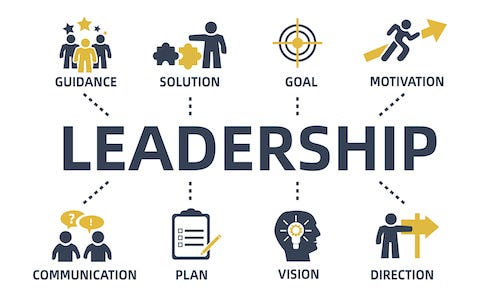 GUIDANCE
SOLUTION
GOAL
MOTIVATION
LEADERSHIP
? !
COMMUNICATION
PLAN
VISION
DIRECTION